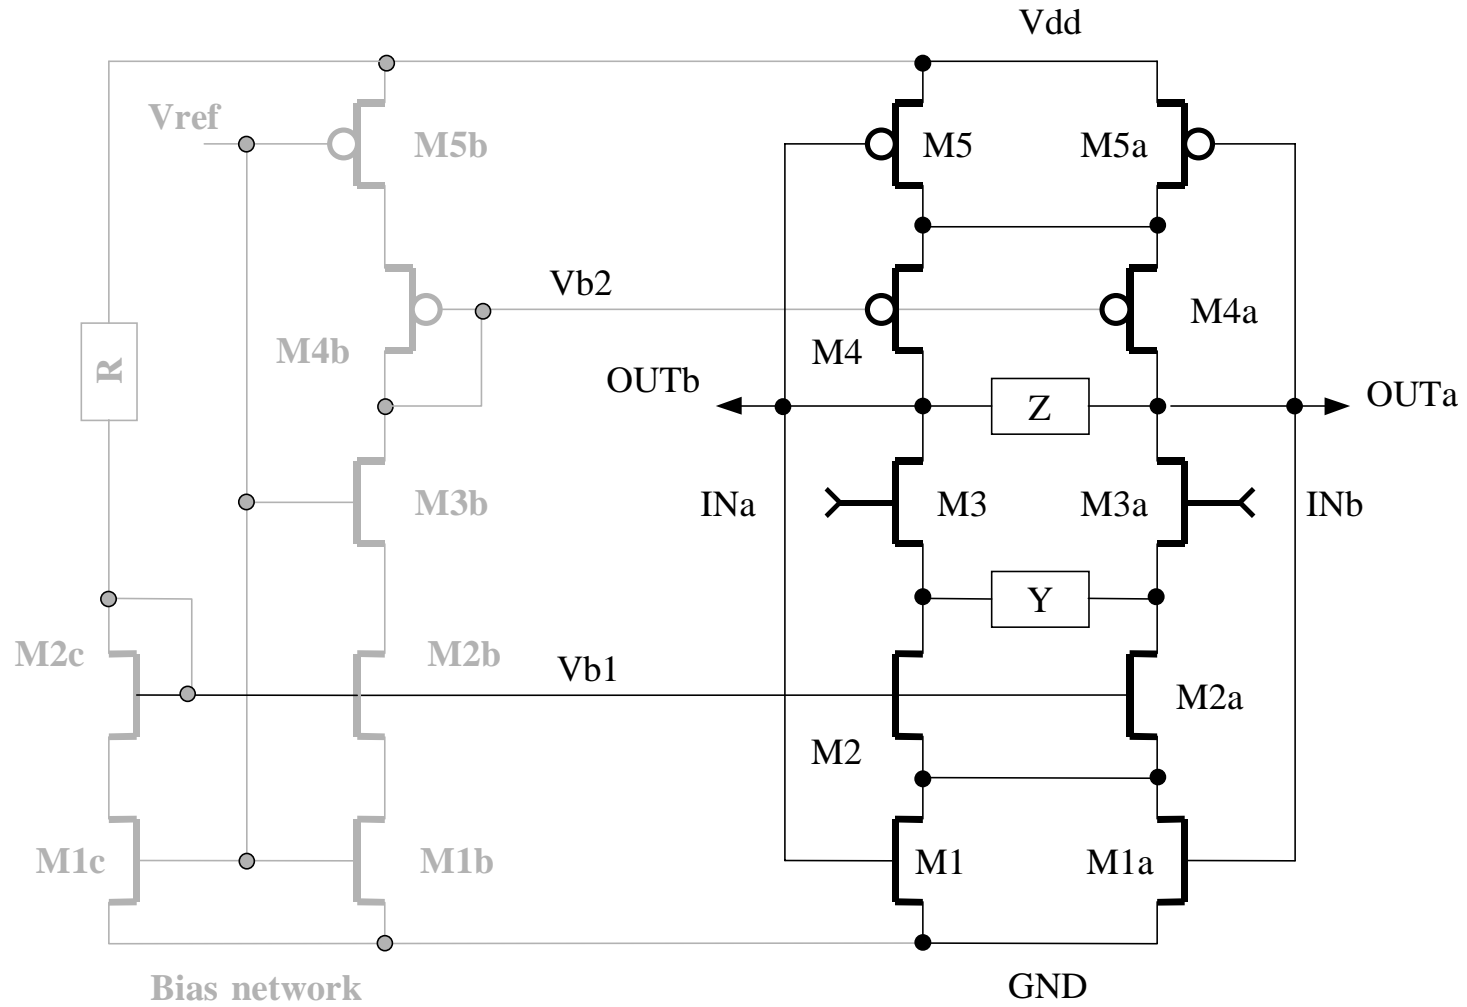 Vdd
Vref
M5b
M5
M5a
Vb2
M4a
M4b
M4
R
OUTb
Z
OUTa
M3b
INa
M3
M3a
INb
Y
M2c
M2b
Vb1
M2a
M2
M1c
M1b
M1
M1a
Bias network
GND